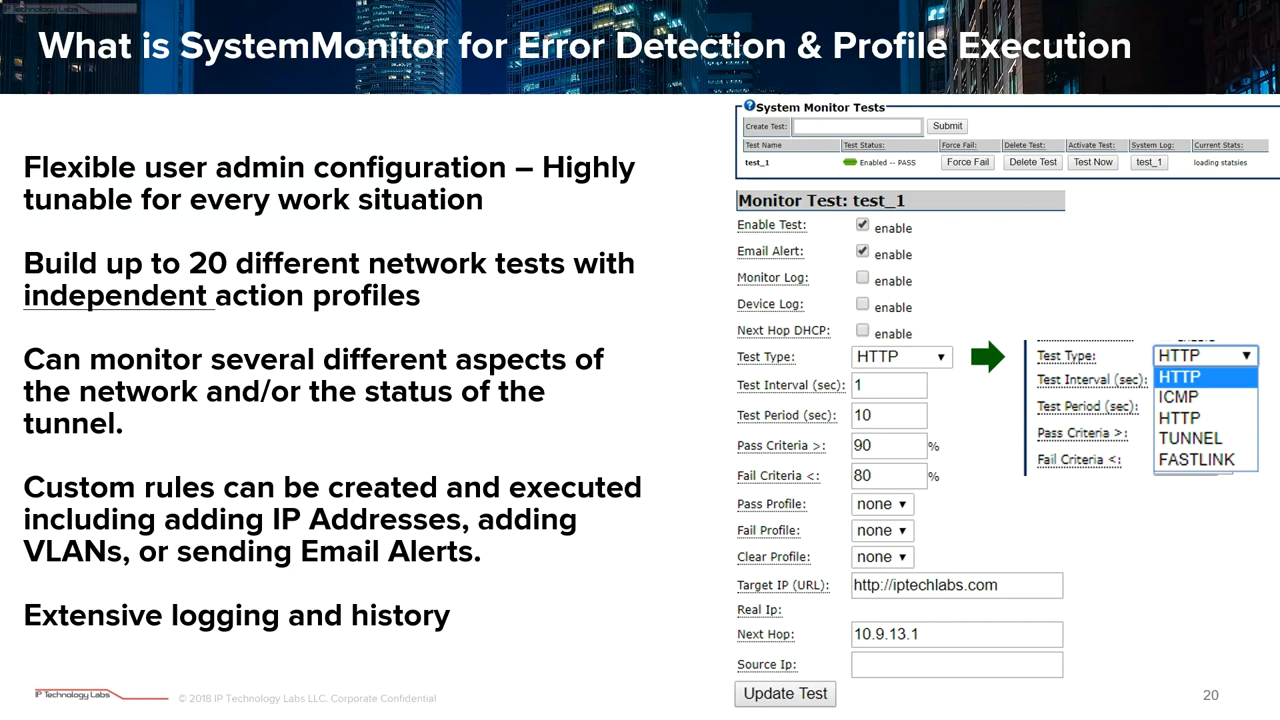 IP Technology Labs
What is SystemMonitor for Error Detection & Profile Execution
Flexible user admin configuration – Highly
tunable for every work situation
Build up to 20 different network tests with
independent action profiles
Can monitor several different aspects of
the network and/or the status of the
tunnel.
Custom rules can be created and executed
including adding IP Addresses, adding
VLANs, or sending Email Alerts.
Extensive logging and history
? System Monitor Tests
Create Test: Submit
Test Name Test Status: Force Fail: Delete Test: Activate Test: System Log: Current Stats:
test_1 Enabled -- PASS Force Fail Delete Test Test Now test_1 loading statsies
Monitor Test: test_1
Enable Test: enable
Email Alert: enable
Monitor Log: enable
Device Log: enable
Next Hop DHCP: enable
Test Type: HTTP
Test Interval (sec): 1
Test Period (sec): 10
Pass Criteria >: 90 %
Fail Criteria <: 80 %
Pass Profile: none
Fail Profile: none
Clear Profile: none
Target IP (URL): http://iptechlabs.com
Real Ip:
Next Hop: 10.9.13.1
Source Ip:
Update Test
Test Type: HTTP
Test Interval (sec): HTTP
ICMP
Test Period (sec): HTTP
Pass Criteria >: TUNNEL
Fail Criteria <: FASTLINK
IP Technology Labs
© 2018 IP Technology Labs LLC. Corporate Confidential
20